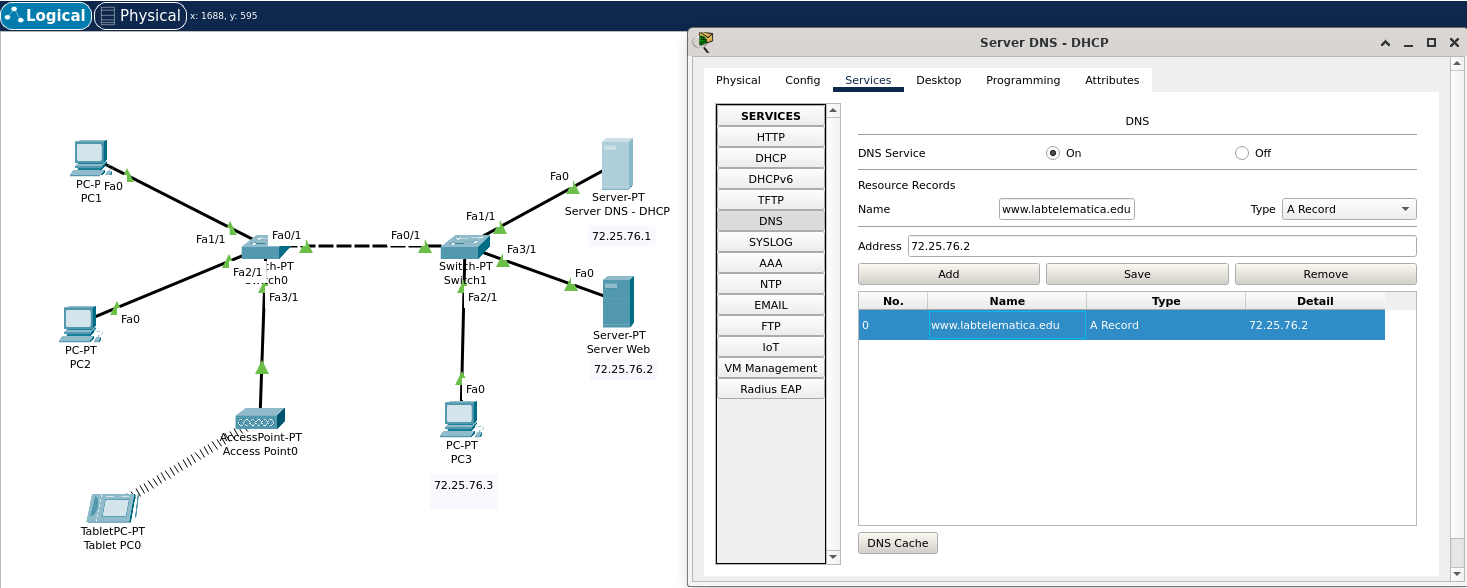 Logical Physical x: 1688, y: 595
PC-P Fa0
PC1
Fa1/1
Fa0/1
Fa2/1
ch-PT
Switch0
Fa3/1
Fa0
PC-PT
PC2
AccessPoint-PT
Access Point0
TabletPC-PT
Tablet PC0
Fa0/1
Fa1/1
Fa3/1
Switch-PT
Switch1
Fa2/1
Fa0
Server-PT
Server DNS - DHCP
72.25.76.1
Fa0
Server-PT
Server Web
72.25.76.2
Fa0
PC-PT
PC3
72.25.76.3
Server DNS - DHCP
Physical Config Services Desktop Programming Attributes
SERVICES
HTTP
DHCP
DHCPv6
TFTP
DNS
SYSLOG
AAA
NTP
EMAIL
FTP
IoT
VM Management
Radius EAP
DNS
DNS Service On Off
Resource Records
Name www.labtelematica.edu Type A Record
Address 72.25.76.2
Add Save Remove
No. Name Type Detail
0 www.labtelematica.edu A Record 72.25.76.2
DNS Cache